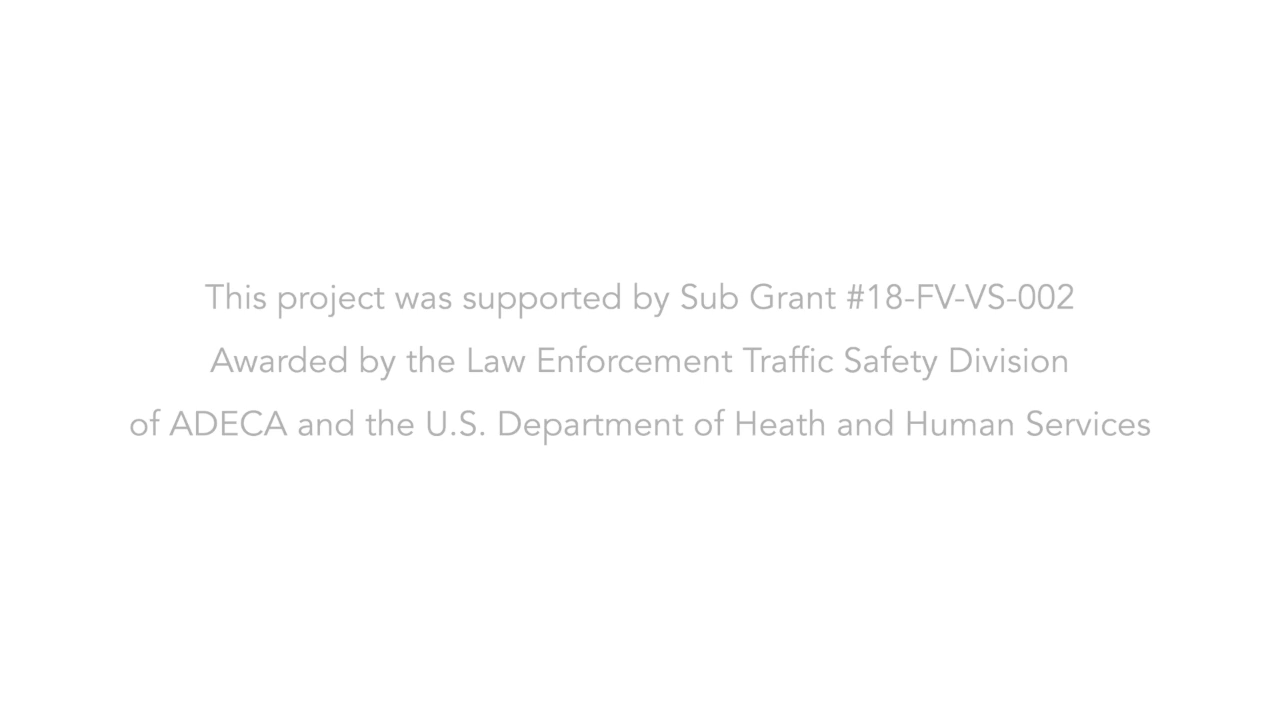 This project was supported by Sub Grant #18-FV-VS-002
Awarded by the Law Enforcement Traffic Safety Division
of ADECA and the U.S. Department of Heath and Human Services